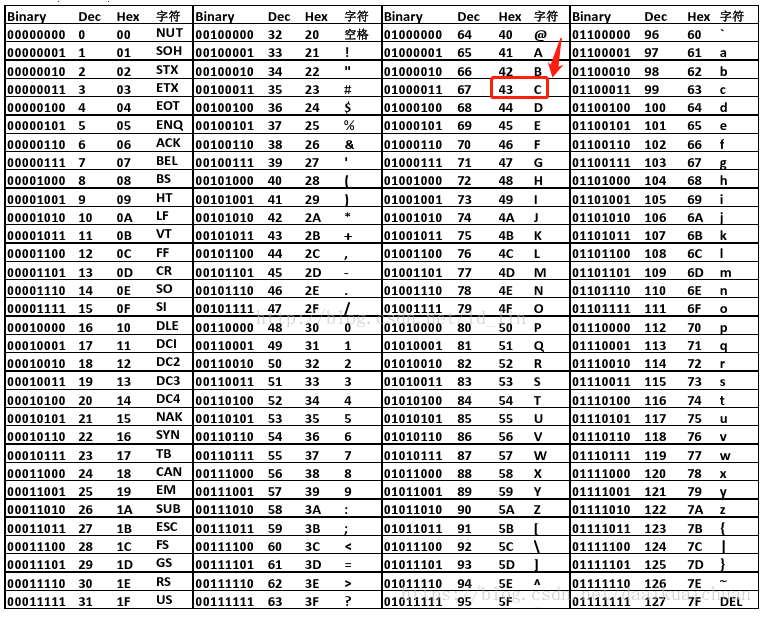 Binary Dec Hex 字符 Binary Dec Hex 字符 Binary Dec Hex 字符 Binary Dec Hex 字符
00000000 0 00 NUT 00100000 32 20 空格 01000000 64 40 @ 01100000 96 60 `
00000001 1 01 SOH 00100001 33 21 ! 01000001 65 41 A 01100001 97 61 a
00000010 2 02 STX 00100010 34 22 " 01000010 66 42 B 01100010 98 62 b
00000011 3 03 ETX 00100011 35 23 # 01000011 67 43 C 01100011 99 63 c
00000100 4 04 EOT 00100100 36 24 $ 01000100 68 44 D 01100100 100 64 d
00000101 5 05 ENQ 00100101 37 25 % 01000101 69 45 E 01100101 101 65 e
00000110 6 06 ACK 00100110 38 26 & 01000110 70 46 F 01100110 102 66 f
00000111 7 07 BEL 00100111 39 27 ' 01000111 71 47 G 01100111 103 67 g
00001000 8 08 BS 00101000 40 28 ( 01001000 72 48 H 01101000 104 68 h
00001001 9 09 HT 00101001 41 29 ) 01001001 73 49 I 01101001 105 69 i
00001010 10 0A LF 00101010 42 2A * 01001010 74 4A J 01101010 106 6A j
00001011 11 0B VT 00101011 43 2B + 01001011 75 4B K 01101011 107 6B k
00001100 12 0C FF 00101100 44 2C , 01001100 76 4C L 01101100 108 6C l
00001101 13 0D CR 00101101 45 2D - 01001101 77 4D M 01101101 109 6D m
00001110 14 0E SO 00101110 46 2E . 01001110 78 4E N 01101110 110 6E n
00001111 15 0F SI 00101111 47 2F / 01001111 79 4F O 01101111 111 6F o
00010000 16 10 DLE 00110000 48 30 0 01010000 80 50 P 01110000 112 70 p
00010001 17 11 DCI 00110001 49 31 1 01010001 81 51 Q 01110001 113 71 q
00010010 18 12 DC2 00110010 50 32 2 01010010 82 52 R 01110010 114 72 r
00010011 19 13 DC3 00110011 51 33 3 01010011 83 53 S 01110011 115 73 s
00010100 20 14 DC4 00110100 52 34 4 01010100 84 54 T 01110100 116 74 t
00010101 21 15 NAK 00110101 53 35 5 01010101 85 55 U 01110101 117 75 u
00010110 22 16 SYN 00110110 54 36 6 01010110 86 56 V 01110110 118 76 v
00010111 23 17 TB 00110111 55 37 7 01010111 87 57 W 01110111 119 77 w
00011000 24 18 CAN 00111000 56 38 8 01011000 88 58 X 01111000 120 78 x
00011001 25 19 EM 00111001 57 39 9 01011001 89 59 Y 01111001 121 79 y
00011010 26 1A SUB 00111010 58 3A : 01011010 90 5A Z 01111010 122 7A z
00011011 27 1B ESC 00111011 59 3B ; 01011011 91 5B [ 01111011 123 7B {
00011100 28 1C FS 00111100 60 3C < 01011100 92 5C \ 01111100 124 7C |
00011101 29 1D GS 00111101 61 3D = 01011101 93 5D ] 01111101 125 7D }
00011110 30 1E RS 00111110 62 3E > 01011110 94 5E ^ 01111110 126 7E ~
00011111 31 1F US 00111111 63 3F ? 01011111 95 5F 01111111 127 7F DEL